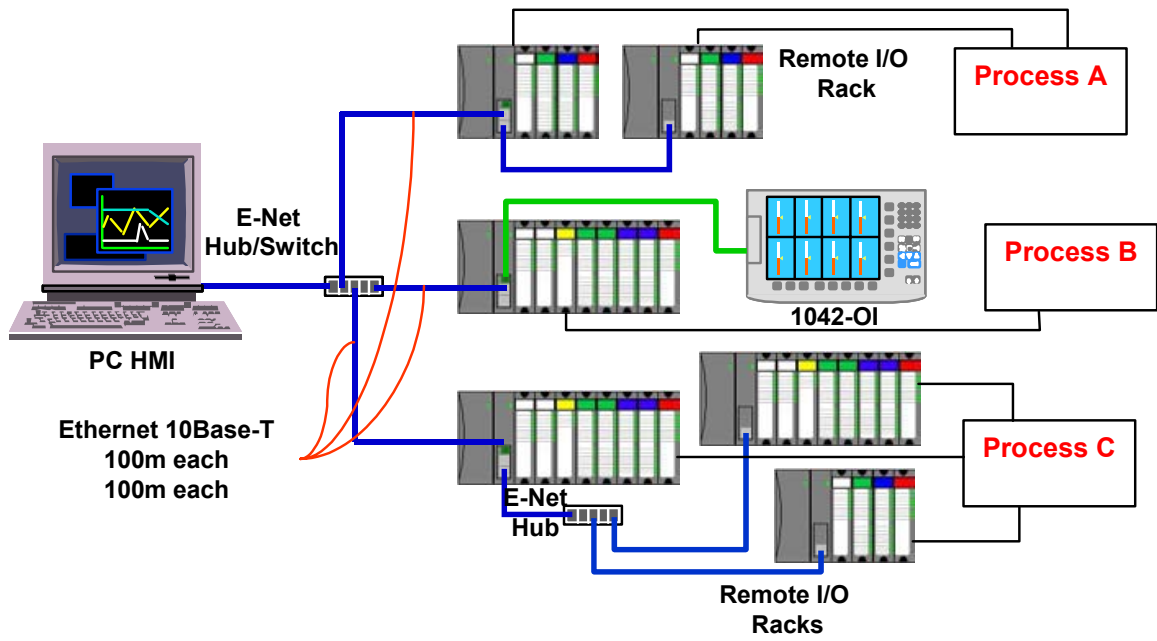 Remote I/O
Rack
Process A
E-Net
Hub/Switch
Process B
1042-OI
PC HMI
Ethernet 10Base-T
100m each
100m each
Process C
E-Net
Hub
Remote I/O
Racks